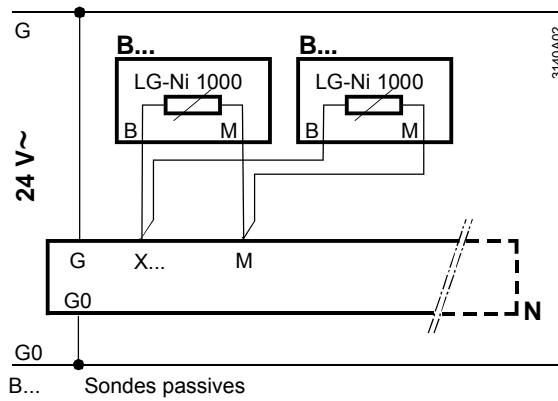 G
B... B...
3140A02
LG-Ni 1000 LG-Ni 1000
B M B M
24 V~
G X... M
G0
N
G0
B... Sondes passives